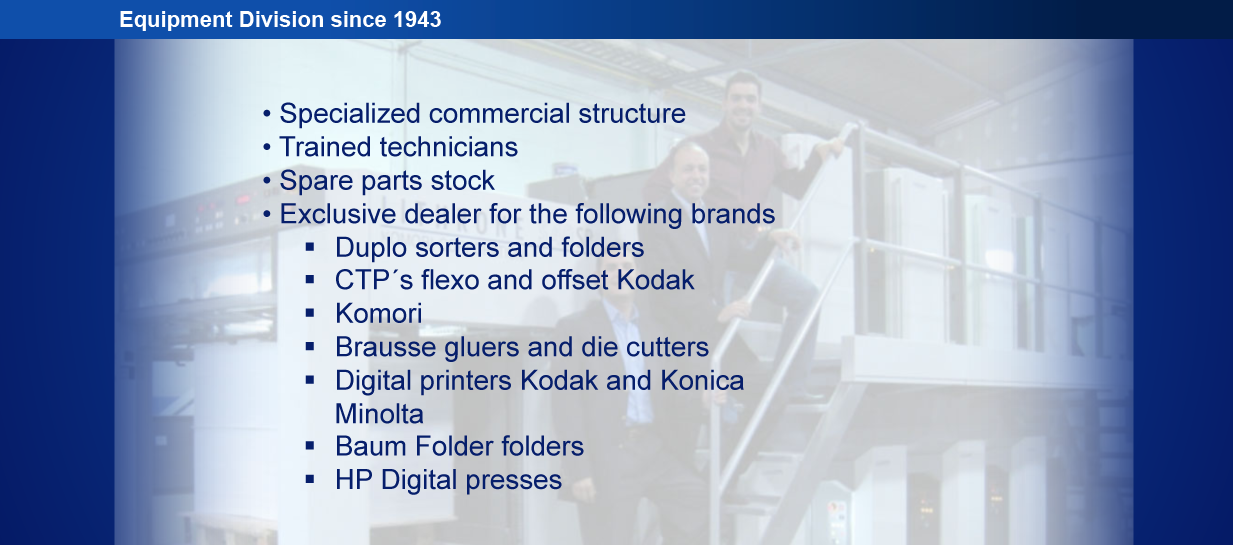 Equipment Division since 1943
• Specialized commercial structure
• Trained technicians
• Spare parts stock
• Exclusive dealer for the following brands
LITHRONE
▪ Duplo sorters and folders
▪ CTP´s flexo and offset Kodak
▪ Komori
▪ Brausse gluers and die cutters
▪ Digital printers Kodak and Konica
Minolta
▪ Baum Folder folders
▪ HP Digital presses